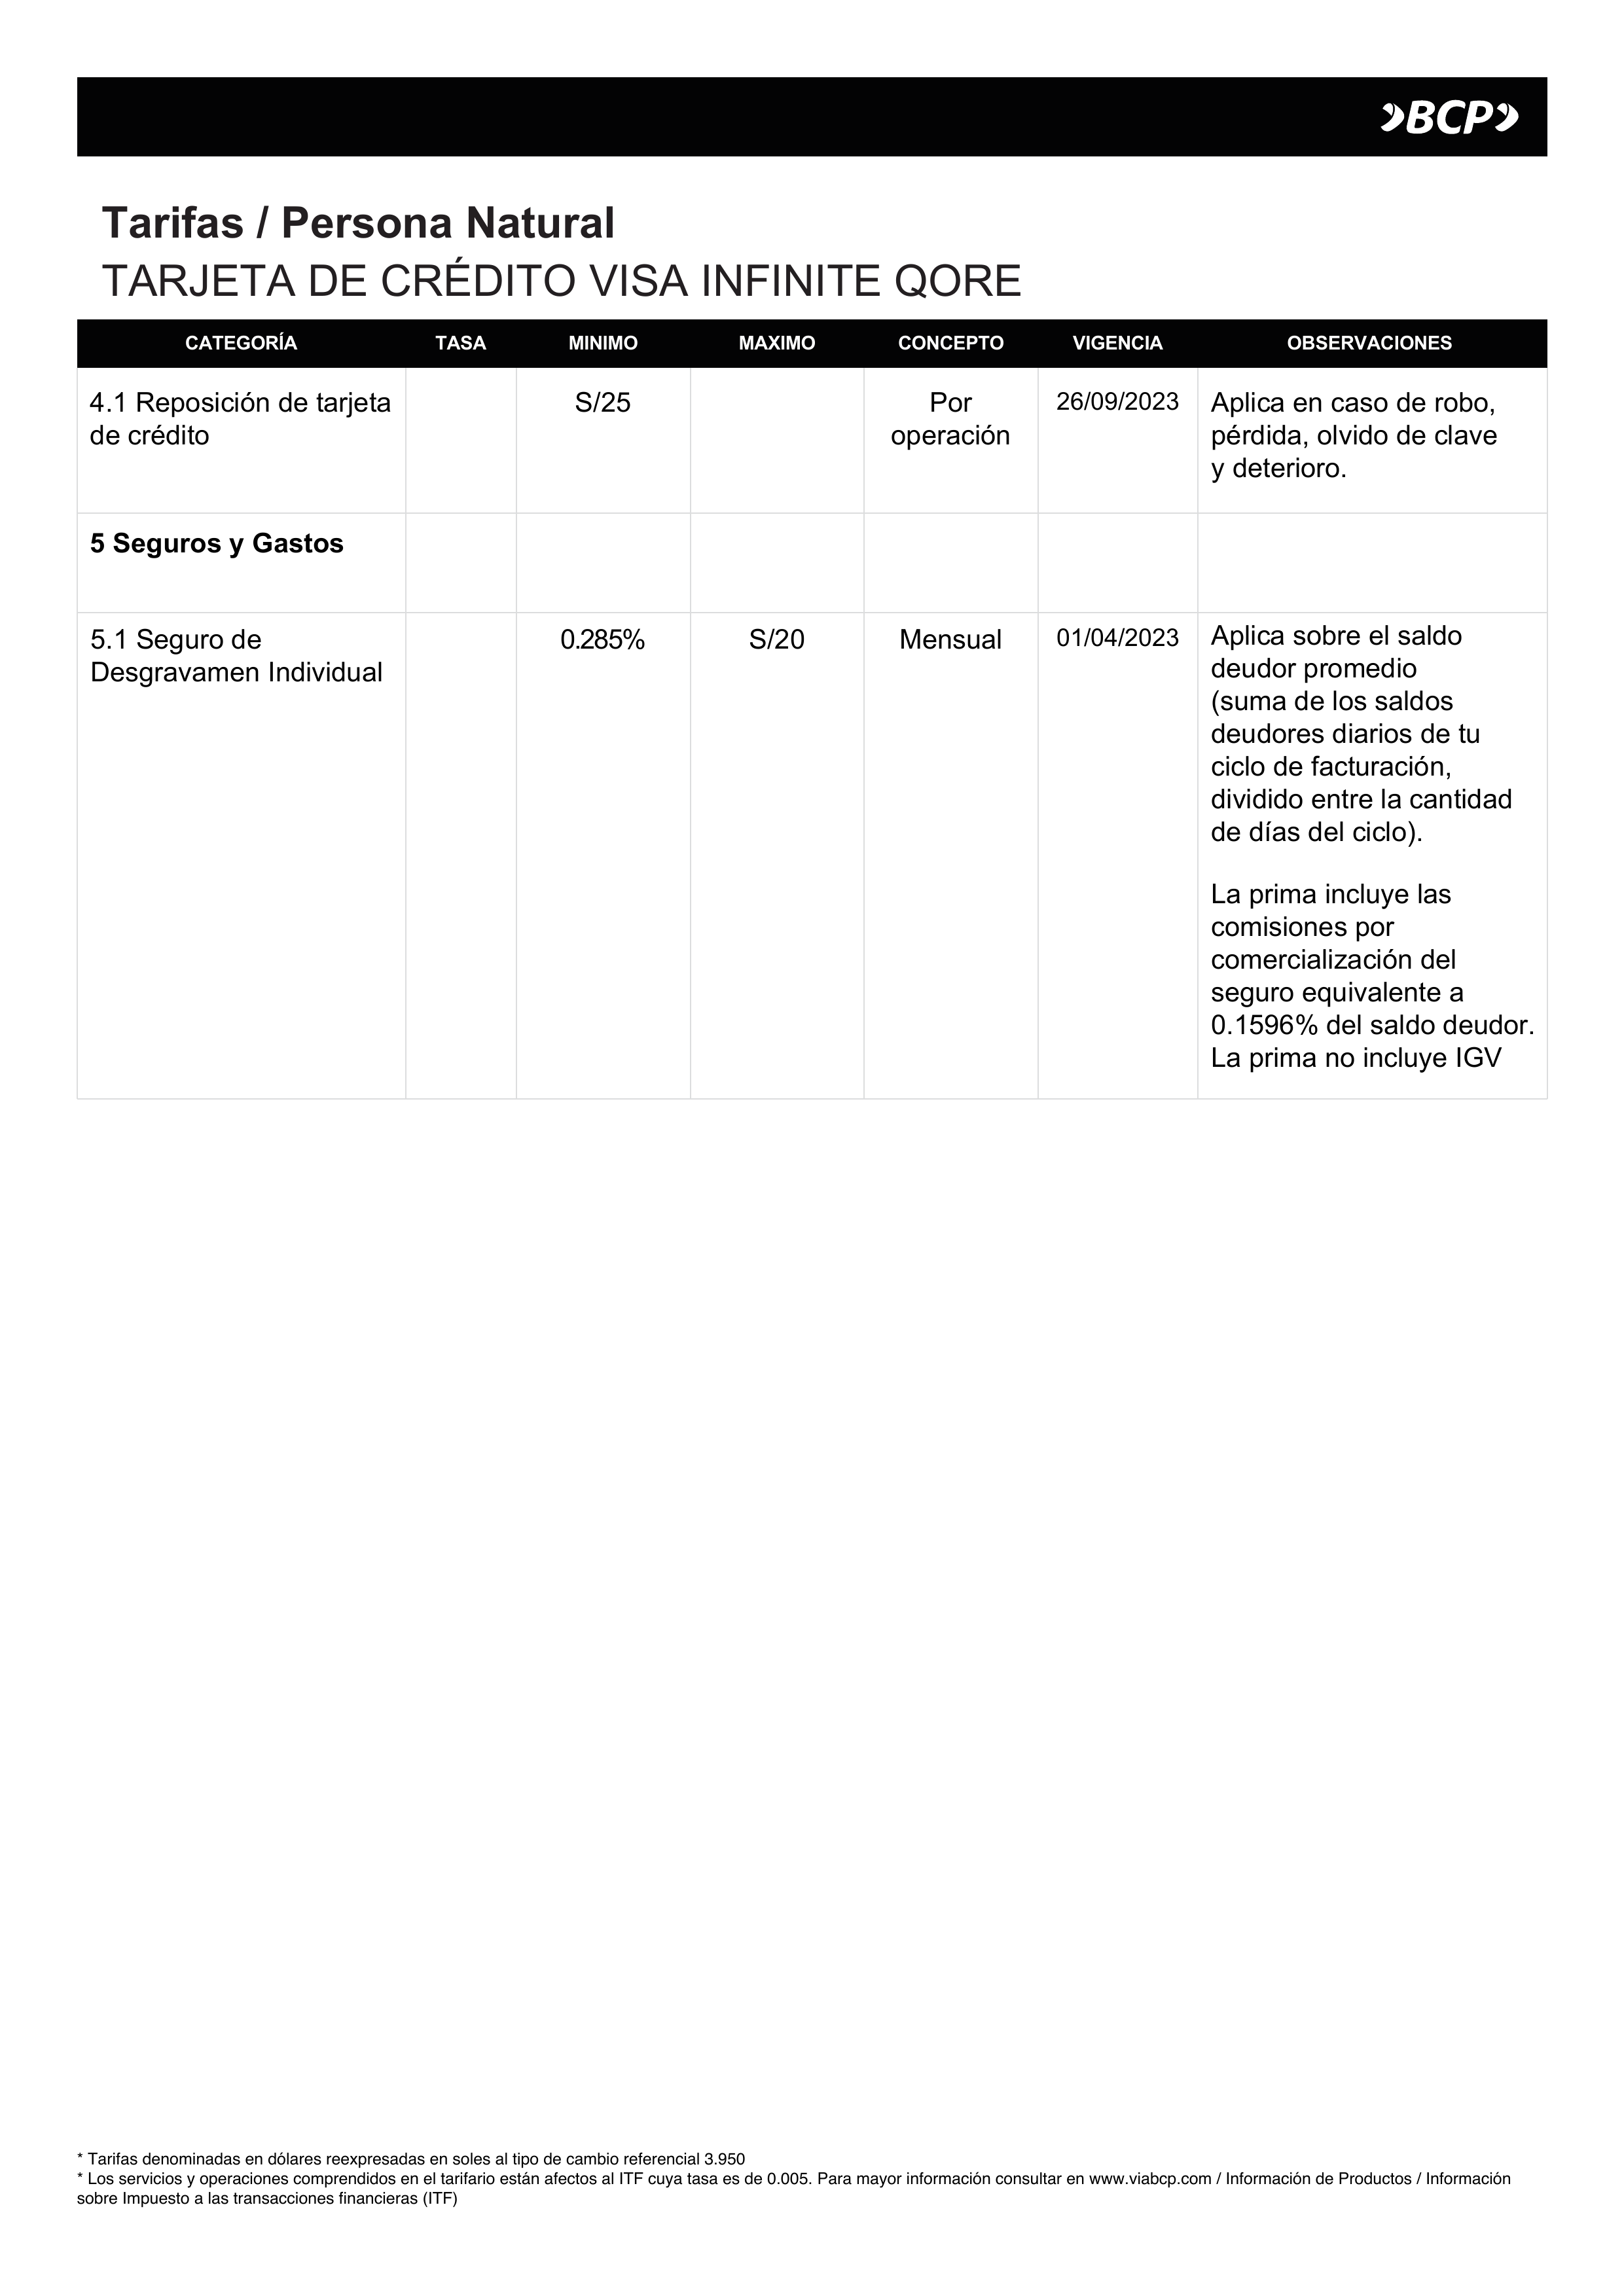 BCP
Tarifas / Persona Natural
TARJETA DE CRÉDITO VISA INFINITE QORE
CATEGORÍA TASA MINIMO MAXIMO CONCEPTO VIGENCIA OBSERVACIONES
4.1 Reposición de tarjeta
de crédito
S/25
Por
operación
26/09/2023
Aplica en caso de robo,
pérdida, olvido de clave
y deterioro.
5 Seguros y Gastos
5.1 Seguro de
Desgravamen Individual
0.285%
S/20
Mensual
01/04/2023
Aplica sobre el saldo
deudor promedio
(suma de los saldos
deudores diarios de tu
ciclo de facturación,
dividido entre la cantidad
de días del ciclo).
La prima incluye las
comisiones por
comercialización del
seguro equivalente a
0.1596% del saldo deudor.
La prima no incluye IGV
* Tarifas denominadas en dólares reexpresadas en soles al tipo de cambio referencial 3.950
* Los servicios y operaciones comprendidos en el tarifario están afectos al ITF cuya tasa es de 0.005. Para mayor información consultar en www.viabcp.com / Información de Productos / Información
sobre Impuesto a las transacciones financieras (ITF)